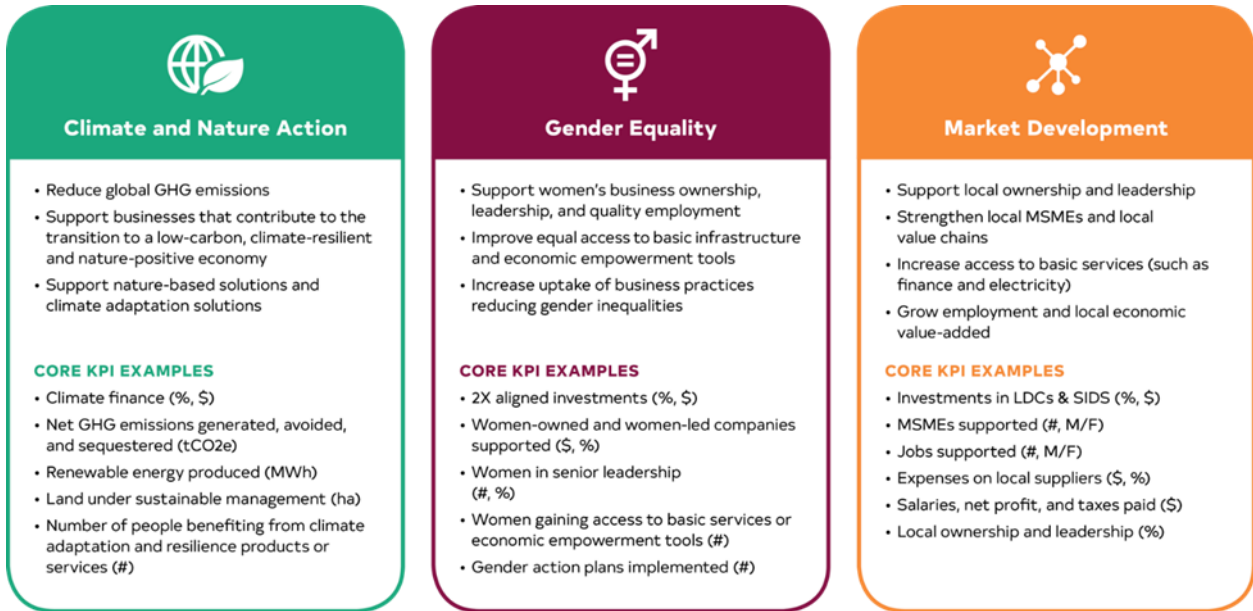 Climate and Nature Action
• Reduce global GHG emissions
• Support businesses that contribute to the
transition to a low-carbon, climate-resilient
and nature-positive economy
• Support nature-based solutions and
climate adaptation solutions
CORE KPI EXAMPLES
• Climate finance (%, $)
• Net GHG emissions generated, avoided,
and sequestered (tCO2e)
• Renewable energy produced (MWh)
• Land under sustainable management (ha)
• Number of people benefiting from climate
adaptation and resilience products or
services (#)
Gender Equality
• Support women's business ownership,
leadership, and quality employment
• Improve equal access to basic infrastructure
and economic empowerment tools
• Increase uptake of business practices
reducing gender inequalities
CORE KPI EXAMPLES
• 2X aligned investments (%, $)
• Women-owned and women-led companies
supported ($, %)
• Women in senior leadership
(#, %)
• Women gaining access to basic services or
economic empowerment tools (#)
• Gender action plans implemented (#)
Market Development
• Support local ownership and leadership
• Strengthen local MSMEs and local
value chains
• Increase access to basic services (such as
finance and electricity)
• Grow employment and local economic
value-added
CORE KPI EXAMPLES
• Investments in LDCs & SIDS (%, $)
• MSMEs supported (#, M/F)
• Jobs supported (#, M/F)
• Expenses on local suppliers ($, %)
• Salaries, net profit, and taxes paid ($)
• Local ownership and leadership (%)